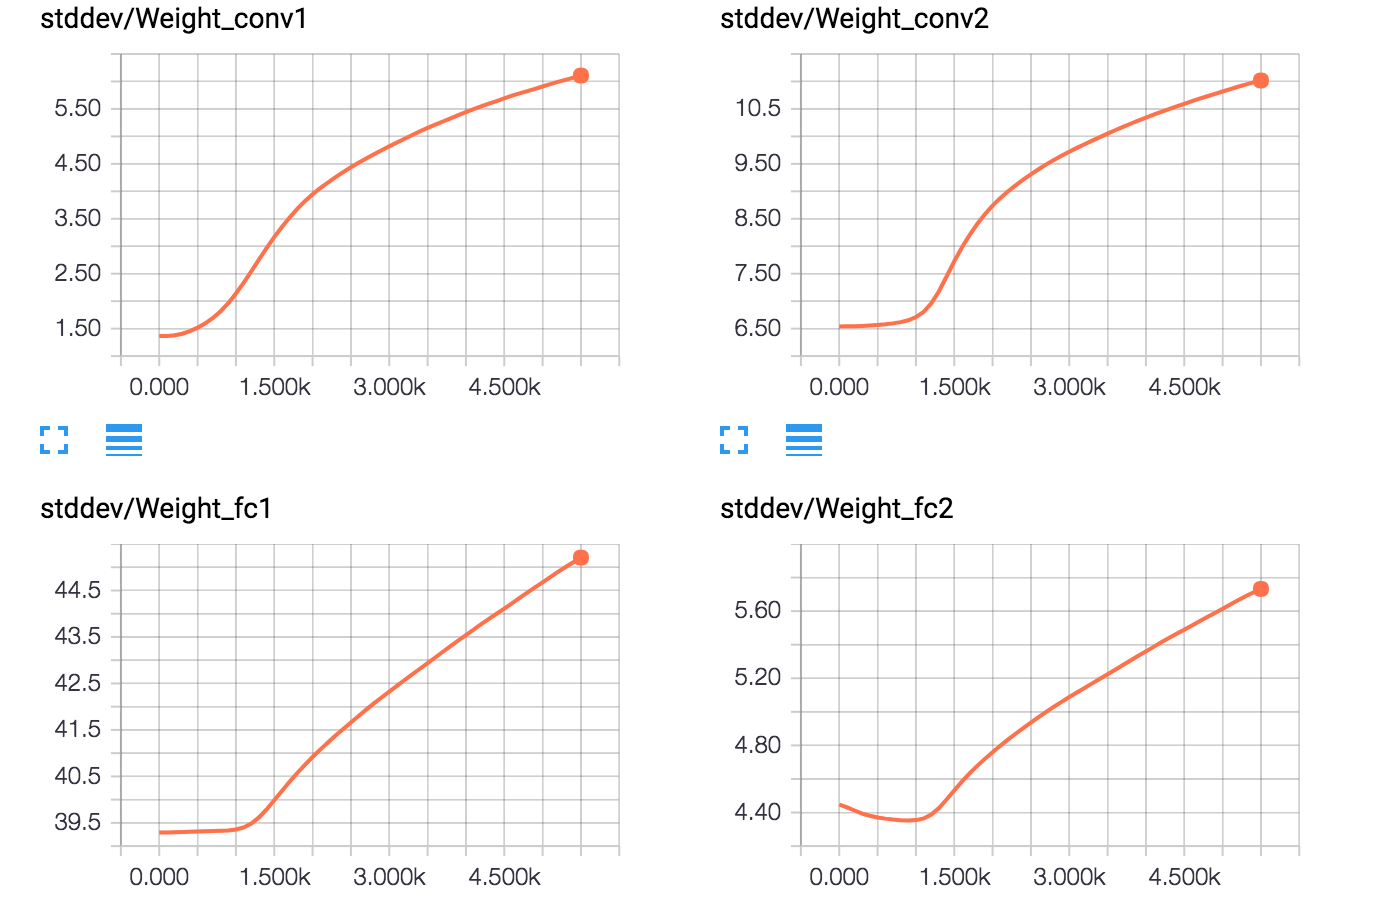 stddev/Weight_conv1
5.50
4.50
3.50
2.50
1.50
0.000 1.500k 3.000k 4.500k
stddev/Weight_conv2
10.5
9.50
8.50
7.50
6.50
0.000 1.500k 3.000k 4.500k
stddev/Weight_fc1
44.5
43.5
42.5
41.5
40.5
39.5
0.000 1.500k 3.000k 4.500k
stddev/Weight_fc2
5.60
5.20
4.80
4.40
0.000 1.500k 3.000k 4.500k